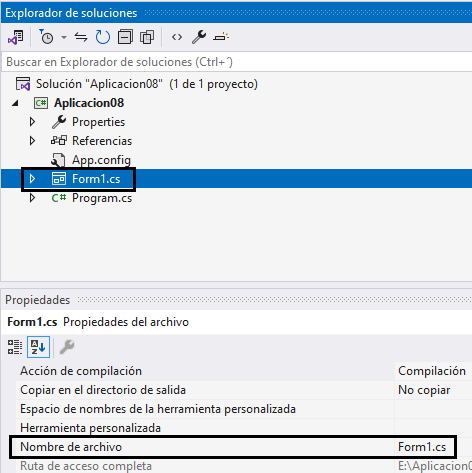 Explorador de soluciones
Buscar en Explorador de soluciones (Ctrl+´)
Solución "Aplicacion08" (1 de 1 proyecto)
C# Aplicacion08
Properties
Referencias
App.config
Form1.cs
C# Program.cs
Propiedades
Form1.cs Propiedades del archivo
Acción de compilación Compilación
Copiar en el directorio de salida No copiar
Espacio de nombres de la herramienta personalizada
Herramienta personalizada
Nombre de archivo Form1.cs
Ruta de acceso completa E:\Aplicacion